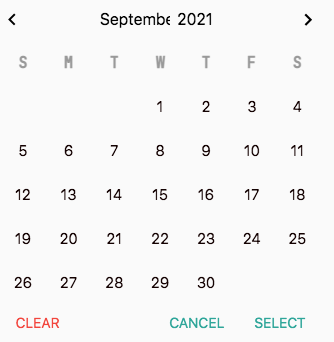 Septembe 2021
S M T W T F S
1 2 3 4
5 6 7 8 9 10 11
12 13 14 15 16 17 18
19 20 21 22 23 24 25
26 27 28 29 30
CLEAR CANCEL SELECT